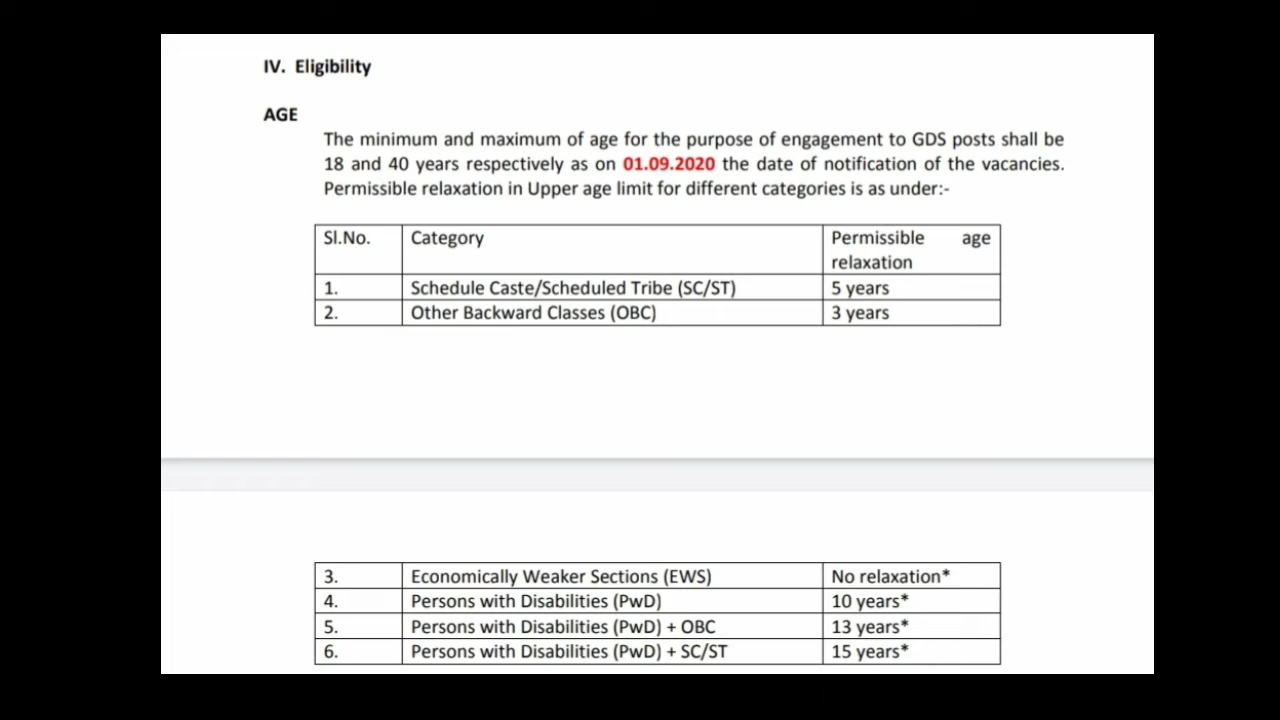 IV. Eligibility
AGE
The minimum and maximum of age for the purpose of engagement to GDS posts shall be
18 and 40 years respectively as on 01.09.2020 the date of notification of the vacancies.
Permissible relaxation in Upper age limit for different categories is as under:-
Sl.No. Category Permissible age
relaxation
1. Schedule Caste/Scheduled Tribe (SC/ST) 5 years
2. Other Backward Classes (OBC) 3 years
3. Economically Weaker Sections (EWS) No relaxation*
4. Persons with Disabilities (PwD) 10 years*
5. Persons with Disabilities (PwD) + OBC 13 years*
6. Persons with Disabilities (PwD) + SC/ST 15 years*